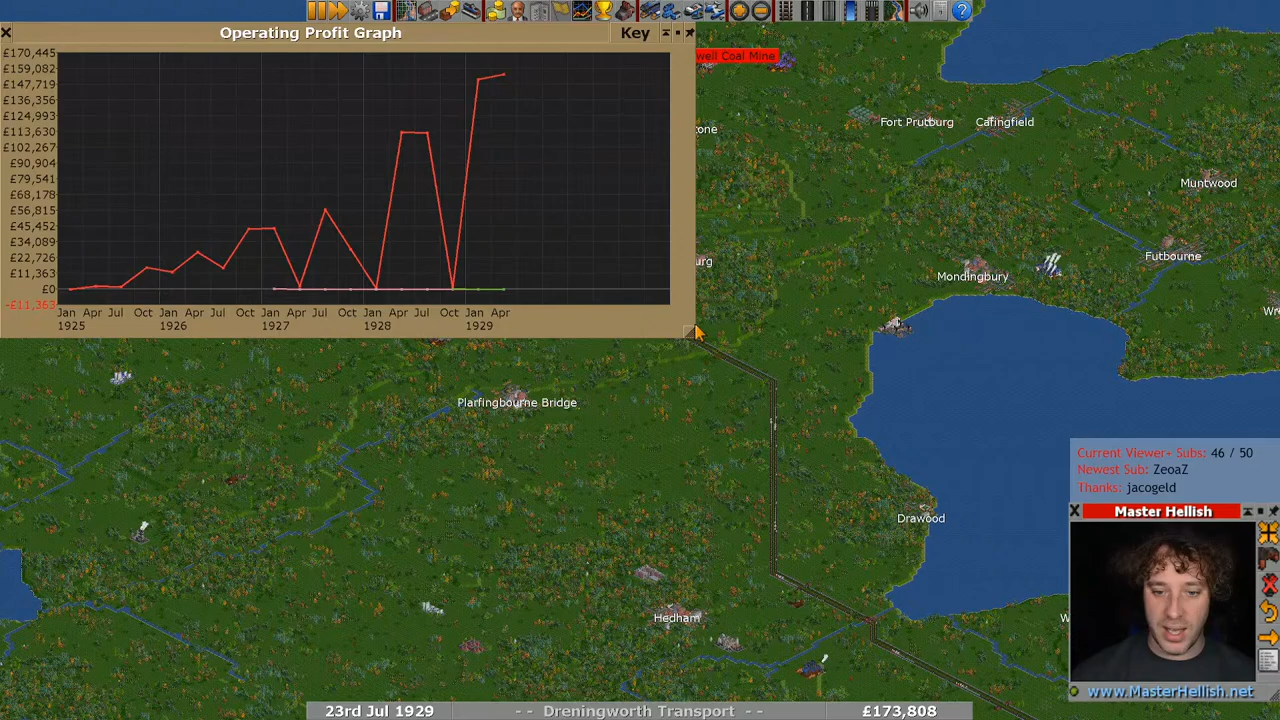 Operating Profit Graph
Key
£170,445
£159,082
£147,719
£136,356
£124,993
£113,630
£102,267
£90,904
£79,541
£68,178
£56,815
£45,452
£34,089
£22,726
£11,363
£0
-£11,363
Jan Apr Jul Oct Jan Apr Jul Oct Jan Apr Jul Oct Jan Apr Jul Oct Jan Apr
1925 1926 1927 1928 1929
well Coal Mine
one
Fort Prutburg
Cafingfield
Muntwood
urg
Mondingbury
Futbourne
Wr
Plarfingbourne Bridge
Drawood
Hedham
W
Current Viewer+ Subs: 46 / 50
Newest Sub: ZeoaZ
Thanks: jacogeld
Master Hellish
www.MasterHellish.net
23rd Jul 1929
- - Dreningworth Transport - -
£173,808